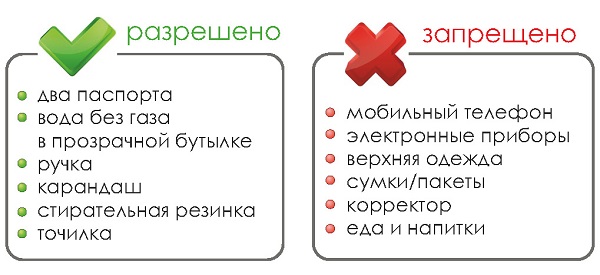 разрешено
два паспорта
вода без газа
в прозрачной бутылке
ручка
карандаш
стирательная резинка
точилка
запрещено
мобильный телефон
электронные приборы
верхняя одежда
сумки/пакеты
корректор
еда и напитки